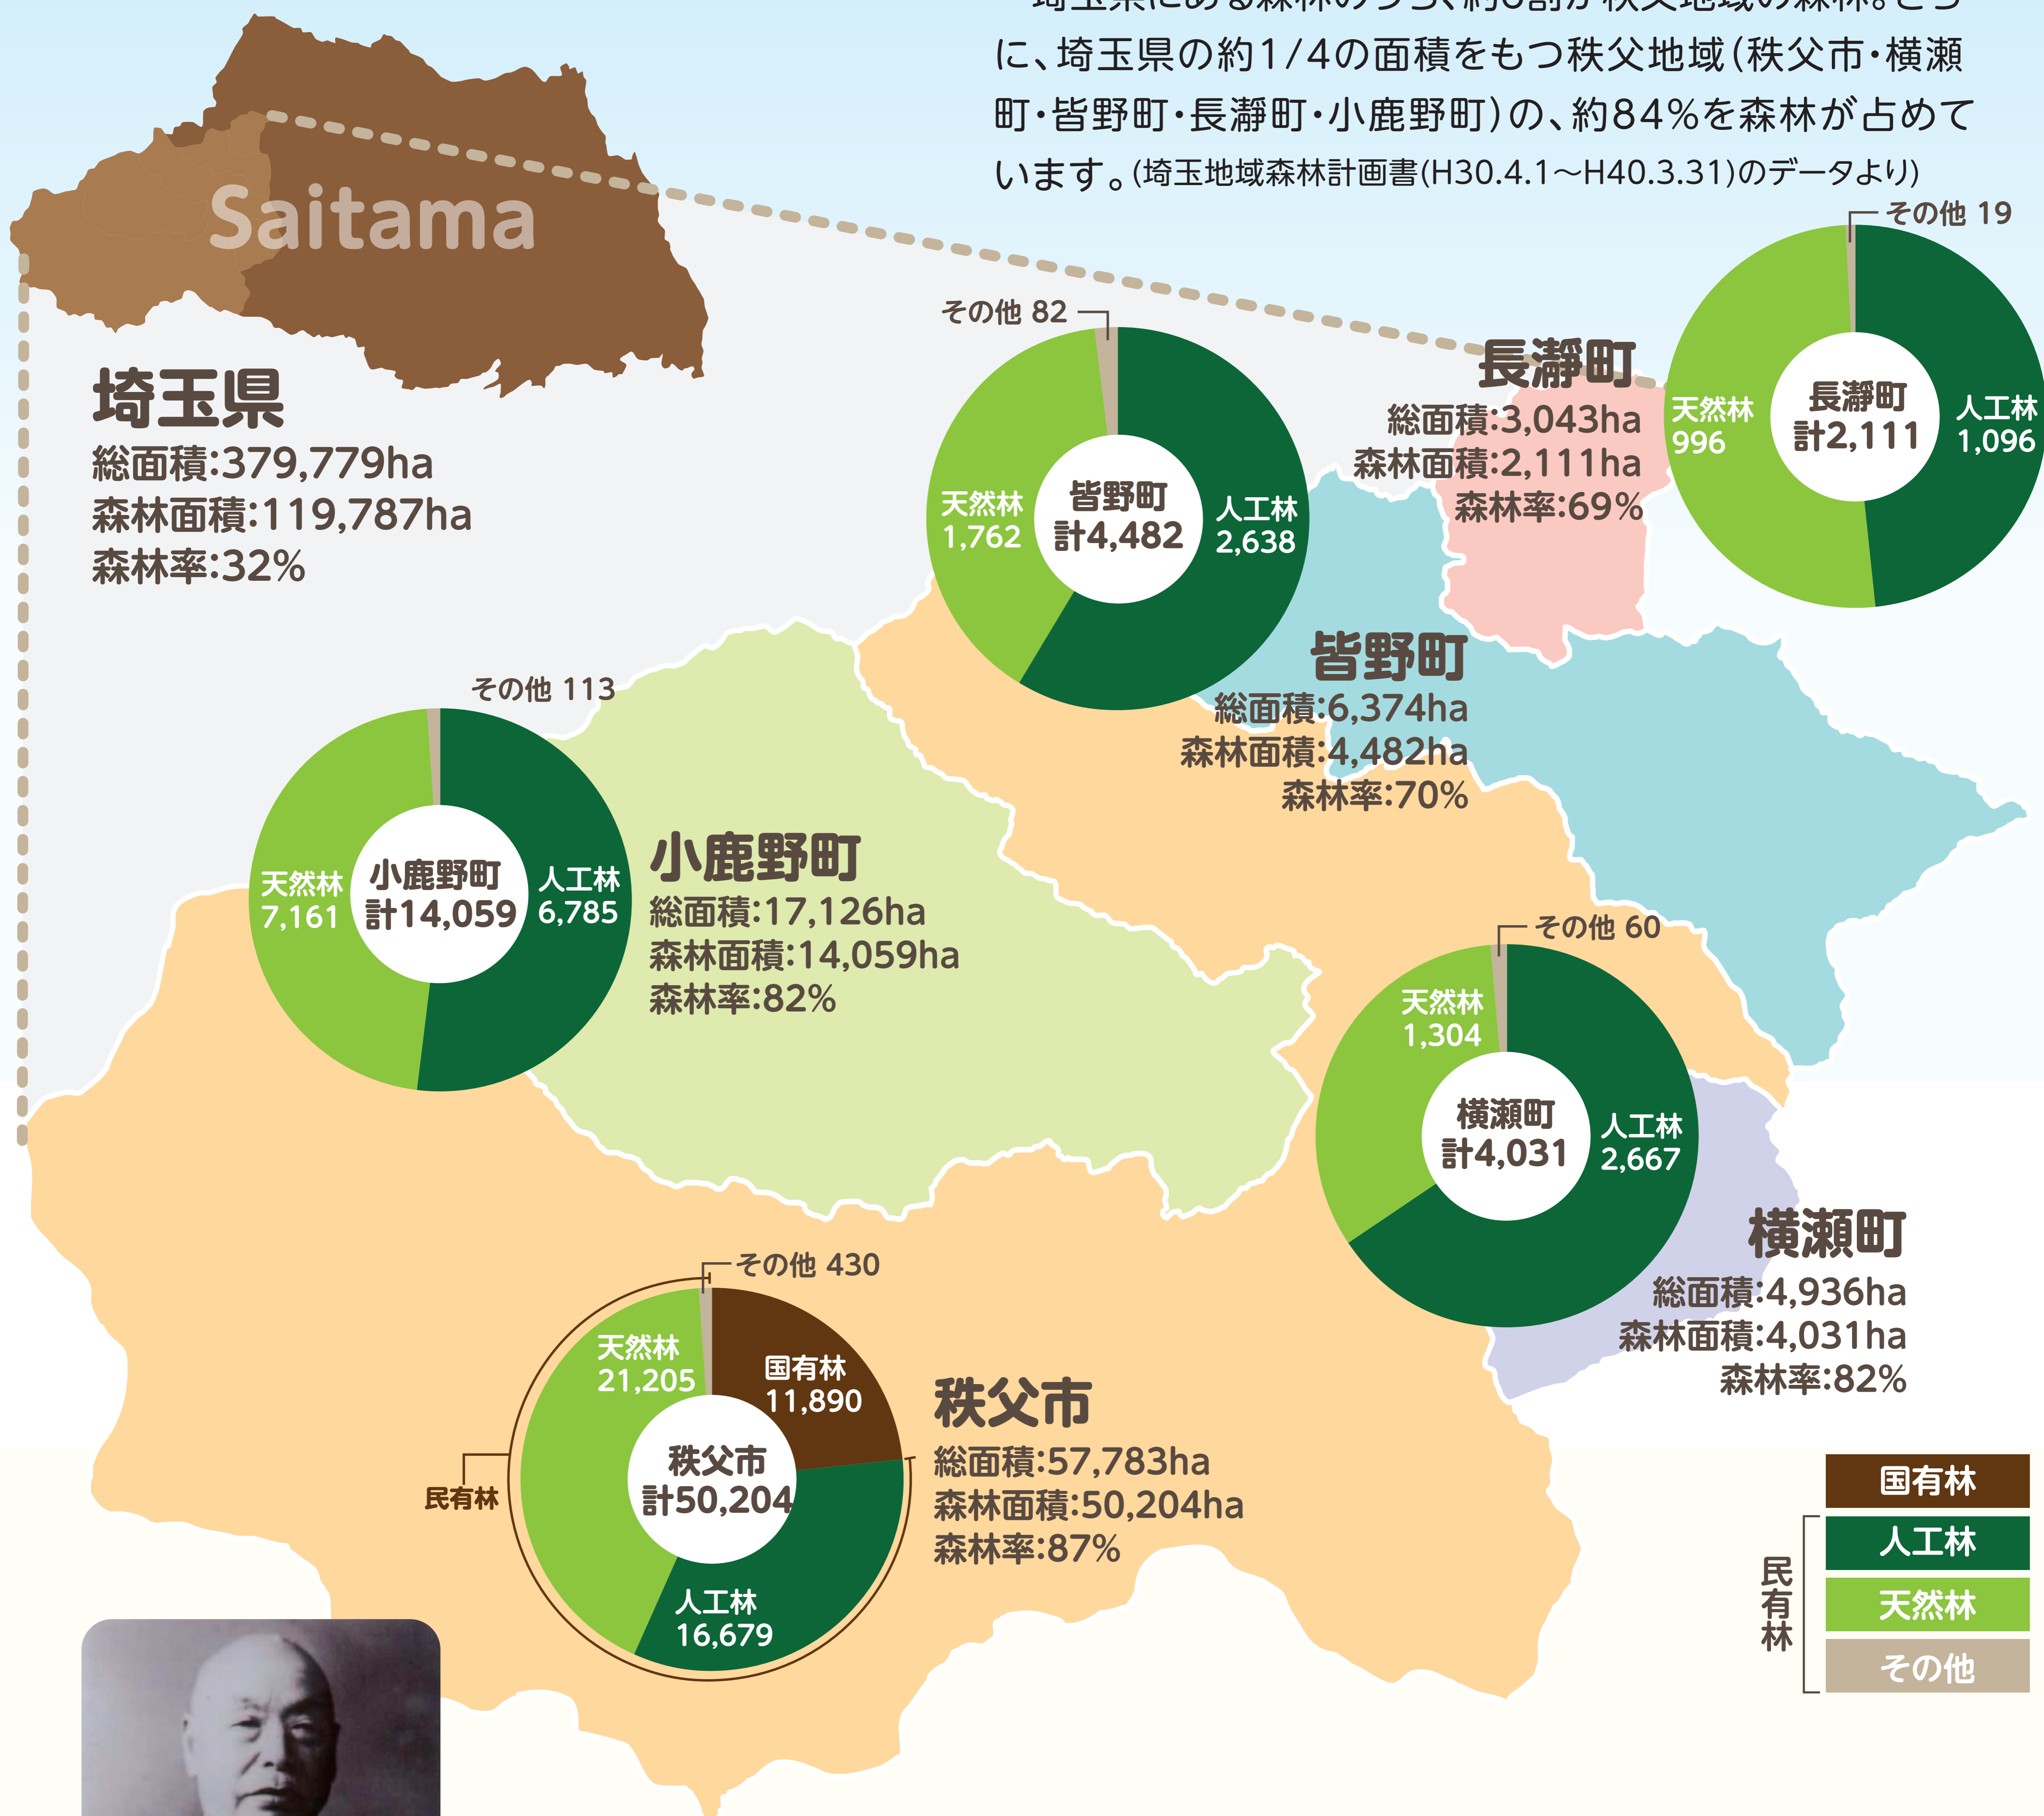 に、埼玉県の約1/4の面積をもつ秩父地域(秩父市・横瀬
町・皆野町・長瀞町・小鹿野町)の、約84%を森林が占めて
います。(埼玉地域森林計画書(H30.4.1～H40.3.31)のデータより)
Saitama
埼玉県
総面積:379,779ha
森林面積:119,787ha
森林率:32%
その他 19
長瀞町
計2,111
天然林
996
人工林
1,096
長瀞町
総面積:3,043ha
森林面積:2,111ha
森林率:69%
その他 82
皆野町
計4,482
天然林
1,762
人工林
2,638
皆野町
総面積:6,374ha
森林面積:4,482ha
森林率:70%
その他 113
小鹿野町
計14,059
天然林
7,161
人工林
6,785
小鹿野町
総面積:17,126ha
森林面積:14,059ha
森林率:82%
その他 60
天然林
1,304
横瀬町
計4,031
人工林
2,667
横瀬町
総面積:4,936ha
森林面積:4,031ha
森林率:82%
その他 430
天然林
21,205
国有林
11,890
秩父市
計50,204
民有林
人工林
16,679
秩父市
総面積:57,783ha
森林面積:50,204ha
森林率:87%
国有林
民有林
人工林
天然林
その他